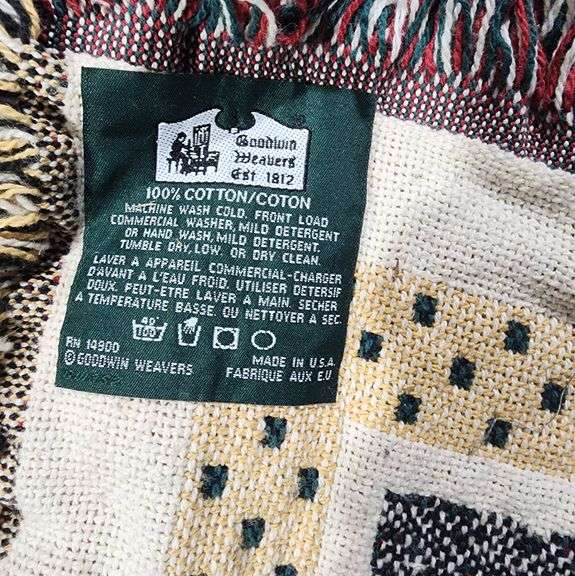 Goodwin
Weavers
Est 1812
100% COTTON/COTON
MACHINE WASH COLD. FRONT LOAD
COMMERCIAL WASHER, MILD DETERGENT
OR HAND WASH, MILD DETERGENT.
TUMBLE DRY, LOW. OR DRY CLEAN.
LAVER A APPAREIL COMMERCIAL-CHARGER
D'AVANT A L'EAU FROID. UTILISER DETERSIF
DOUX. PEUT-ETRE LAVER A MAIN. SECHER
A TEMPERATURE BASSE. OU NETTOYER A SEC.
40°
100
RN 14900
©GOODWIN WEAVERS
MADE IN U.S.A.
FABRIQUE AUX E.U